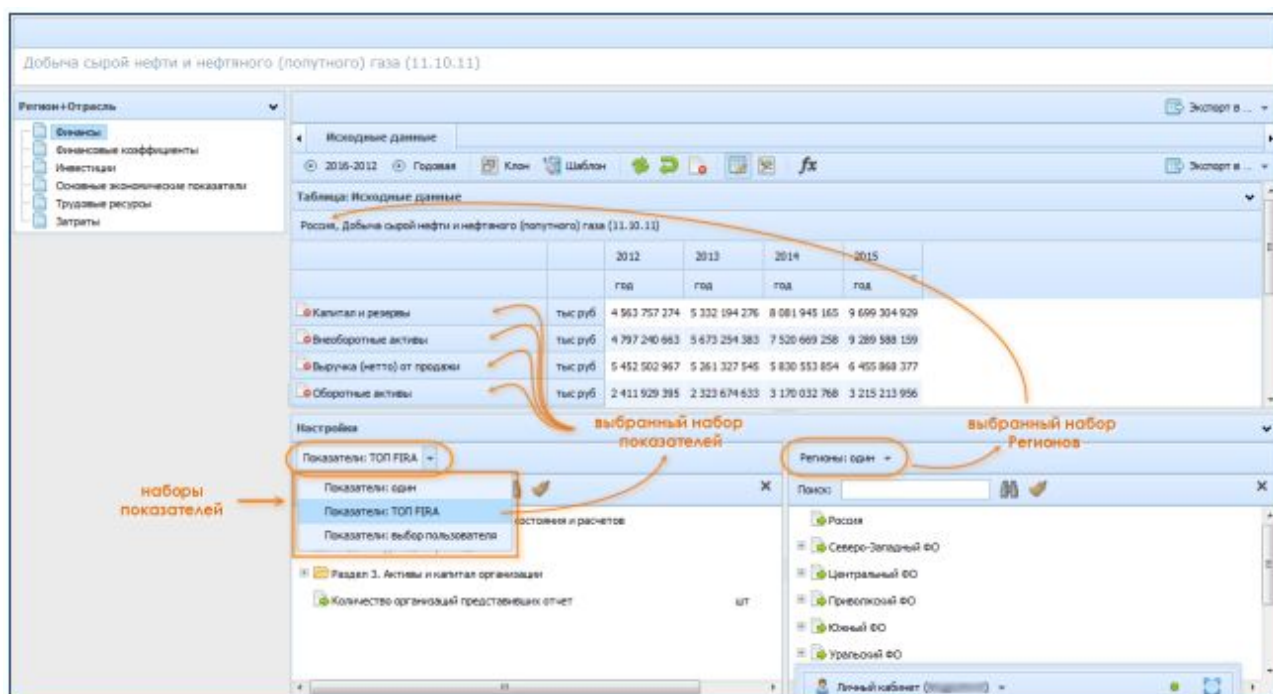 Добыча сырой нефти и нефтяного (попутного) газа (11.10.11)
Регион+Отрасль
Финансы
Финансовые коэффициенты
Инвестиции
Основные экономические показатели
Трудовые ресурсы
Затраты
Экспорт в ...
Исходные данные
2016-2012 Годовая Клон Шаблон fx Экспорт в ...
Таблица: Исходные данные
Россия, Добыча сырой нефти и нефтяного (попутного) газа (11.10.11)
2012 2013 2014 2015
год год год год
Капитал и резервы тыс руб 4 563 757 274 5 332 194 276 8 081 945 165 9 699 304 929
Внеоборотные активы тыс руб 4 797 240 663 5 673 254 383 7 520 669 258 9 289 588 159
Выручка (нетто) от продажи тыс руб 5 452 502 967 5 261 327 545 5 830 553 854 6 455 868 377
Оборотные активы тыс руб 2 411 929 395 2 323 674 633 3 170 032 768 3 215 213 956
Настройки
выбранный набор
показателей
выбранный набор
Регионов
Показатели: ТОП FIRA
Регионы: один
наборы
показателей
Показатели: один
Показатели: ТОП FIRA
Показатели: выбор пользователя
состояния и расчетов
Раздел 3. Активы и капитал организации
Количество организаций представивших отчет шт
Поиск:
Россия
Северо-Западный ФО
Центральный ФО
Приволжский ФО
Южный ФО
Уральский ФО
Личный кабинет (